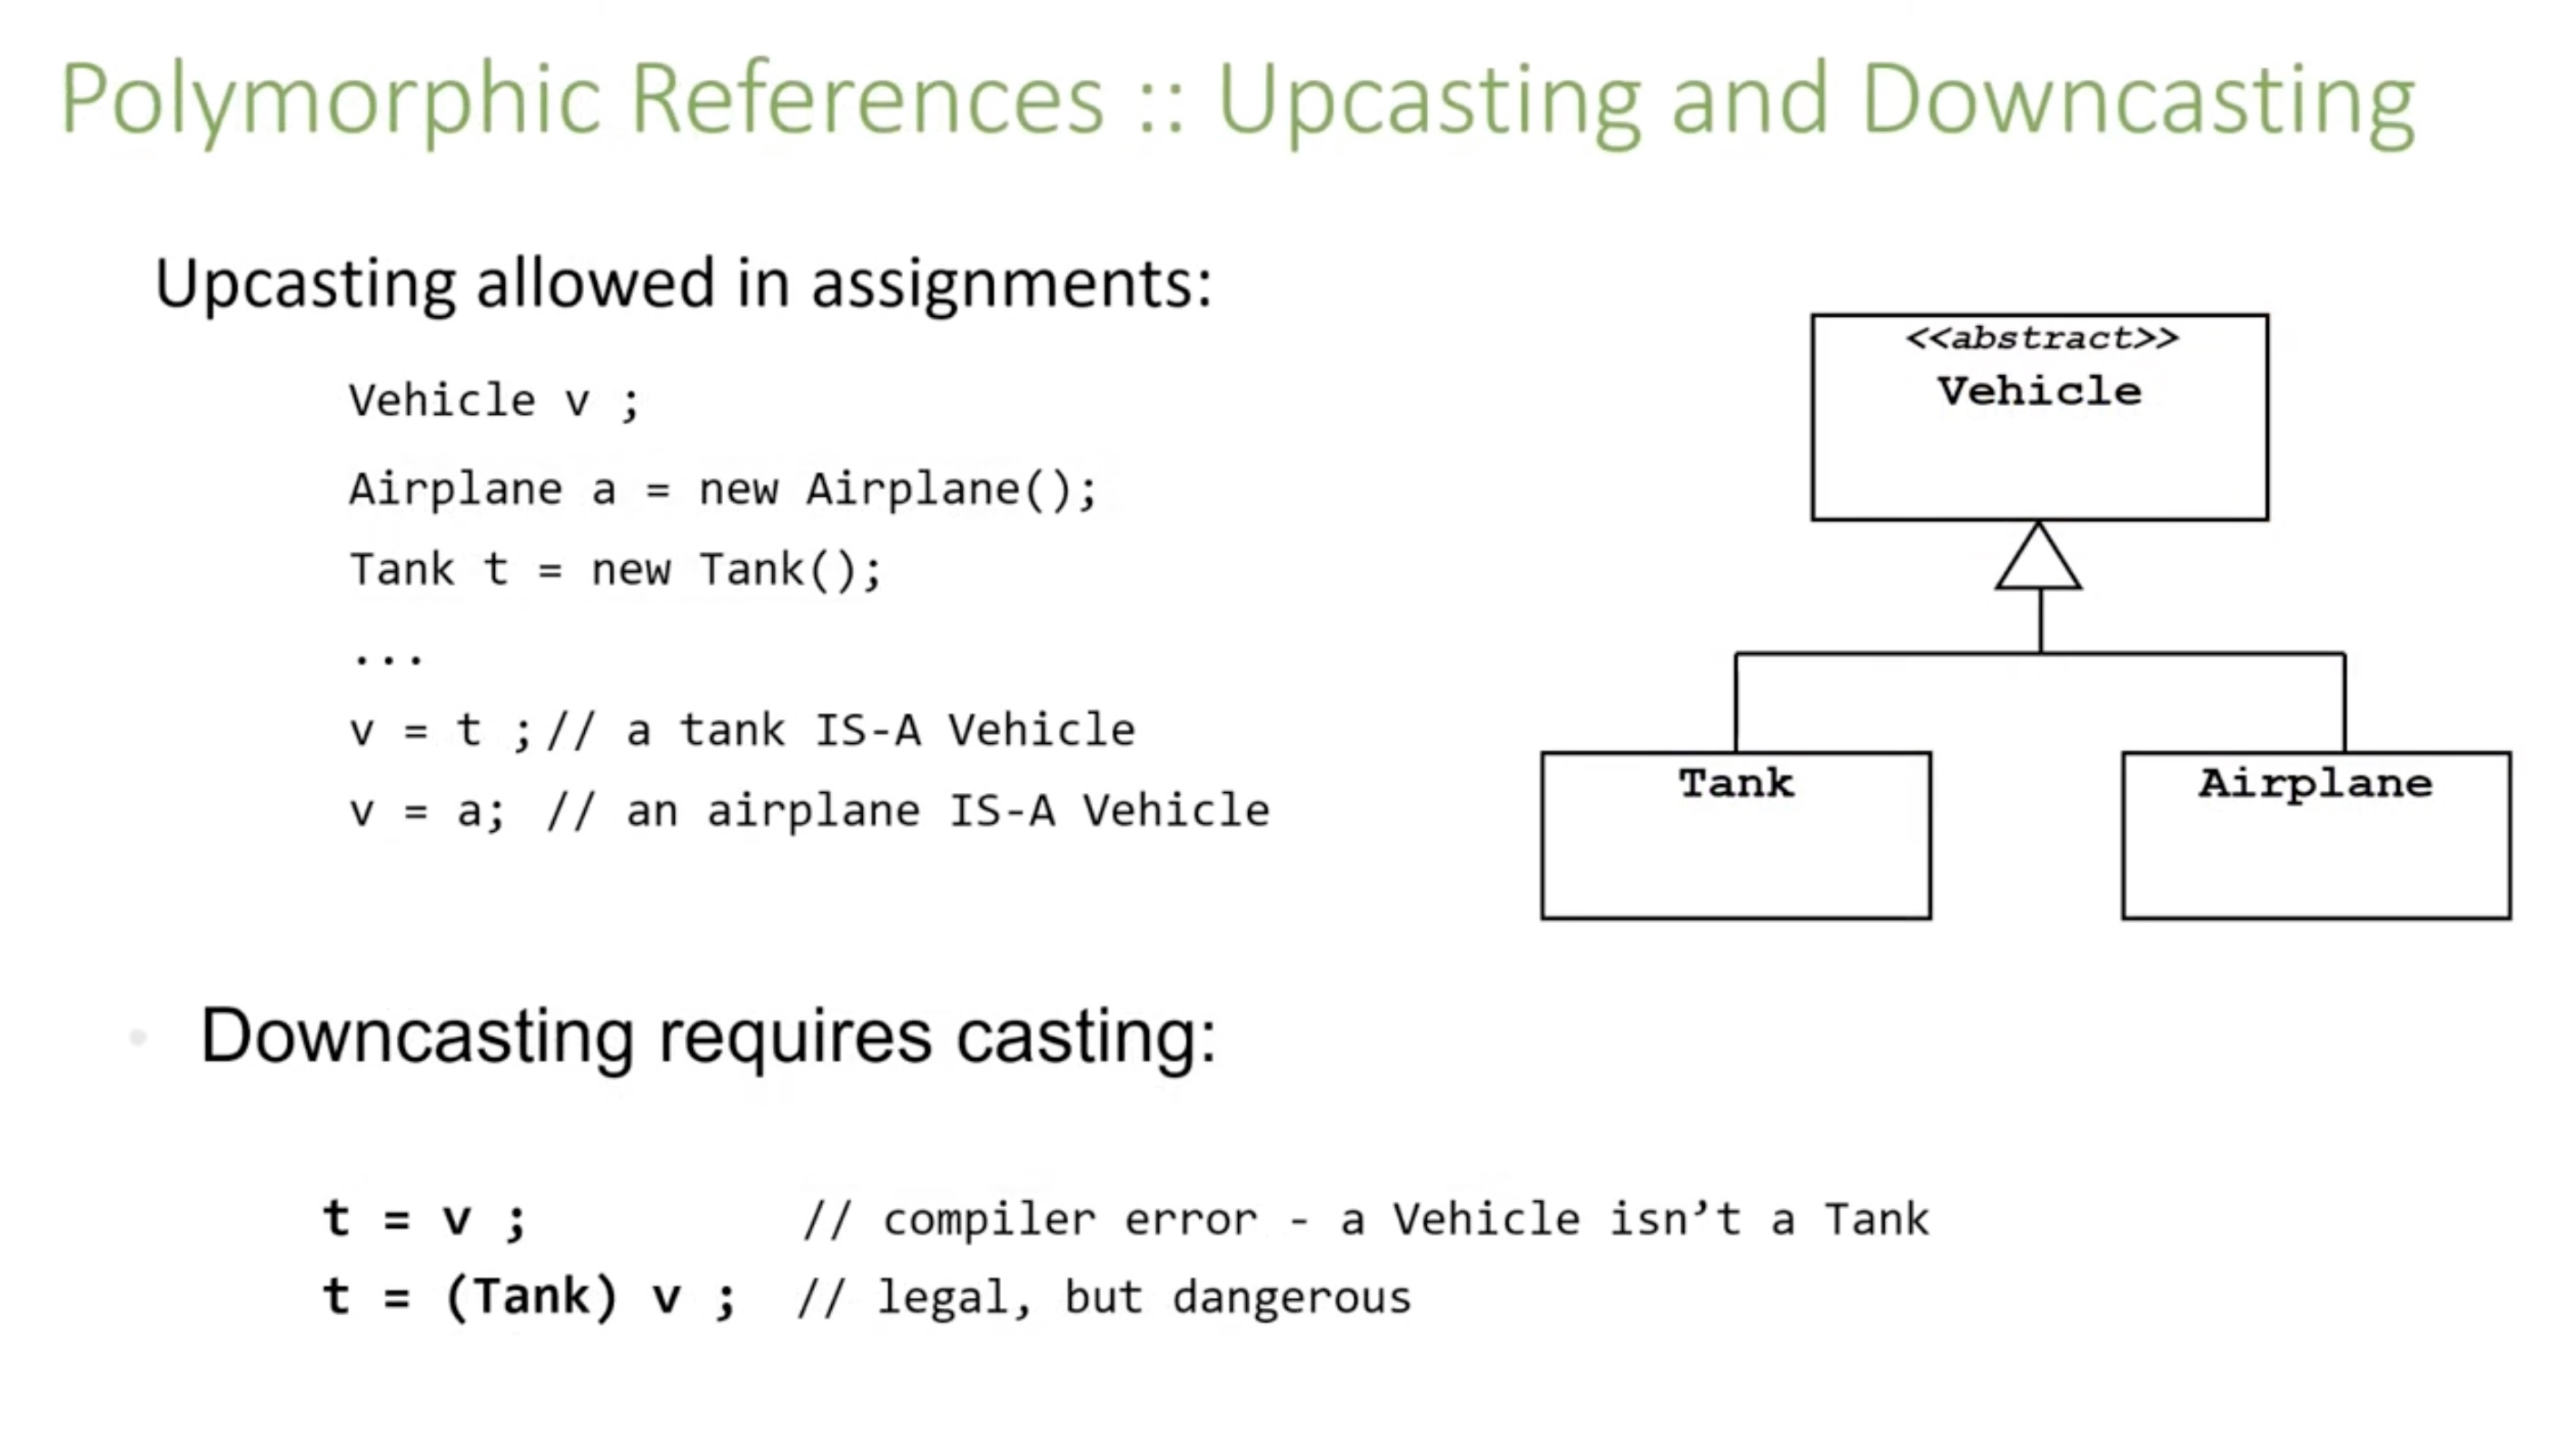 Polymorphic References :: Upcasting and Downcasting
Upcasting allowed in assignments:
Vehicle v ;
Airplane a = new Airplane();
Tank t = new Tank();
...
v = t ;// a tank IS-A Vehicle
v = a; // an airplane IS-A Vehicle
<<abstract>>
Vehicle
Tank
Airplane
• Downcasting requires casting:
t = v ; // compiler error - a Vehicle isn’t a Tank
t = (Tank) v ; // legal, but dangerous